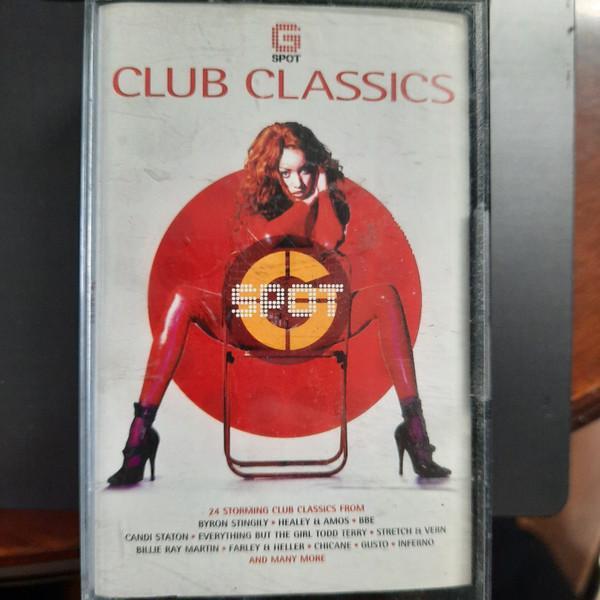 G
SPOT
CLUB CLASSICS
G
SPOT
24 STORMING CLUB CLASSICS FROM
BYRON STINGILY • HEALEY & AMOS • BBE
CANDI STATON • EVERYTHING BUT THE GIRL TODD TERRY • STRETCH & VERN
BILLIE RAY MARTIN • FARLEY & HELLER • CHICANE • GUSTO • INFERNO
AND MANY MORE